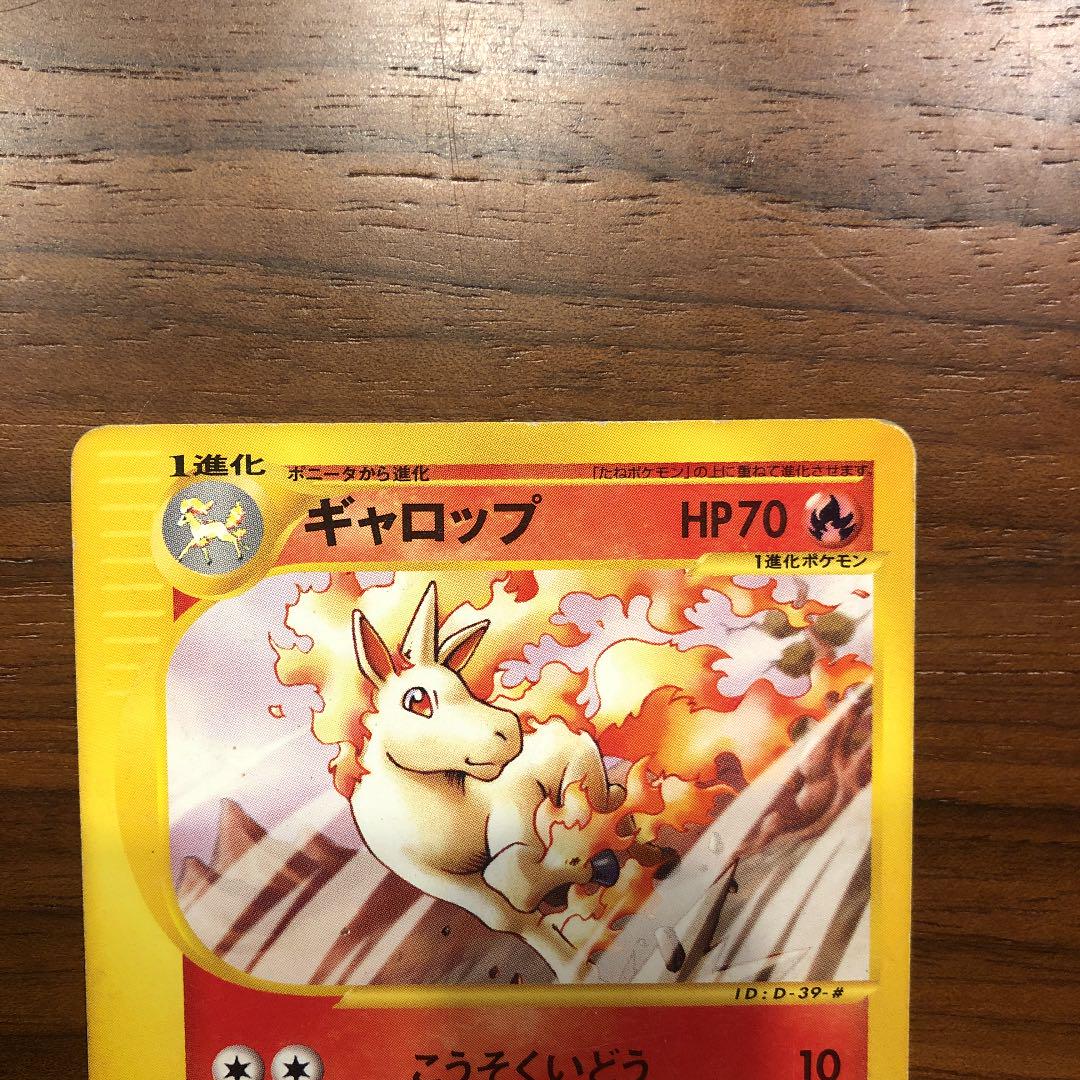 1進化
ポニータから進化
「たねポケモン」の上に重ねて進化させます。
ギャロップ HP70
1進化ポケモン
ID:D-39-#
こうそくいどう 10